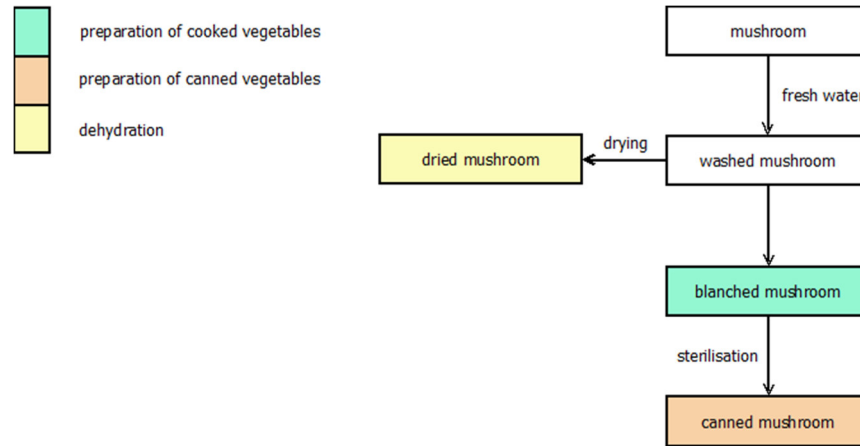 preparation of cooked vegetables
preparation of canned vegetables
dehydration
mushroom
fresh water
drying
dried mushroom
washed mushroom
blanched mushroom
sterilisation
canned mushroom